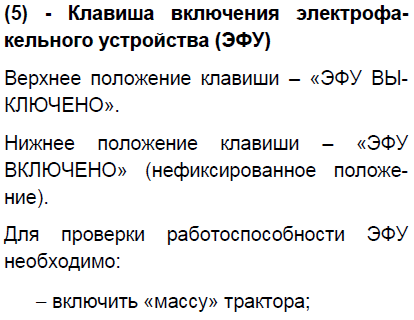 (5) - Клавиша включения электрофа-
кельного устройства (ЭФУ)
Верхнее положение клавиши – «ЭФУ ВЫ-
КЛЮЧЕНО».
Нижнее положение клавиши – «ЭФУ
ВКЛЮЧЕНО» (нефиксированное положе-
ние).
Для проверки работоспособности ЭФУ
необходимо:
– включить «массу» трактора;